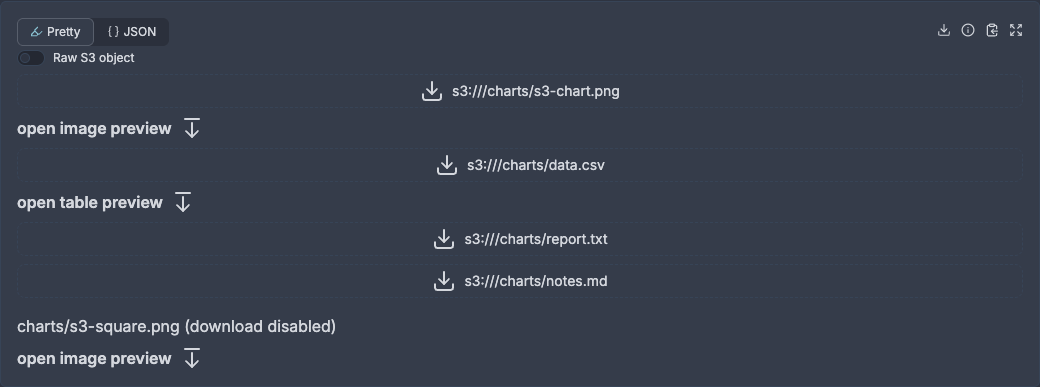 Pretty
{ } JSON
Raw S3 object
s3:///charts/s3-chart.png
open image preview
s3:///charts/data.csv
open table preview
s3:///charts/report.txt
s3:///charts/notes.md
charts/s3-square.png (download disabled)
open image preview